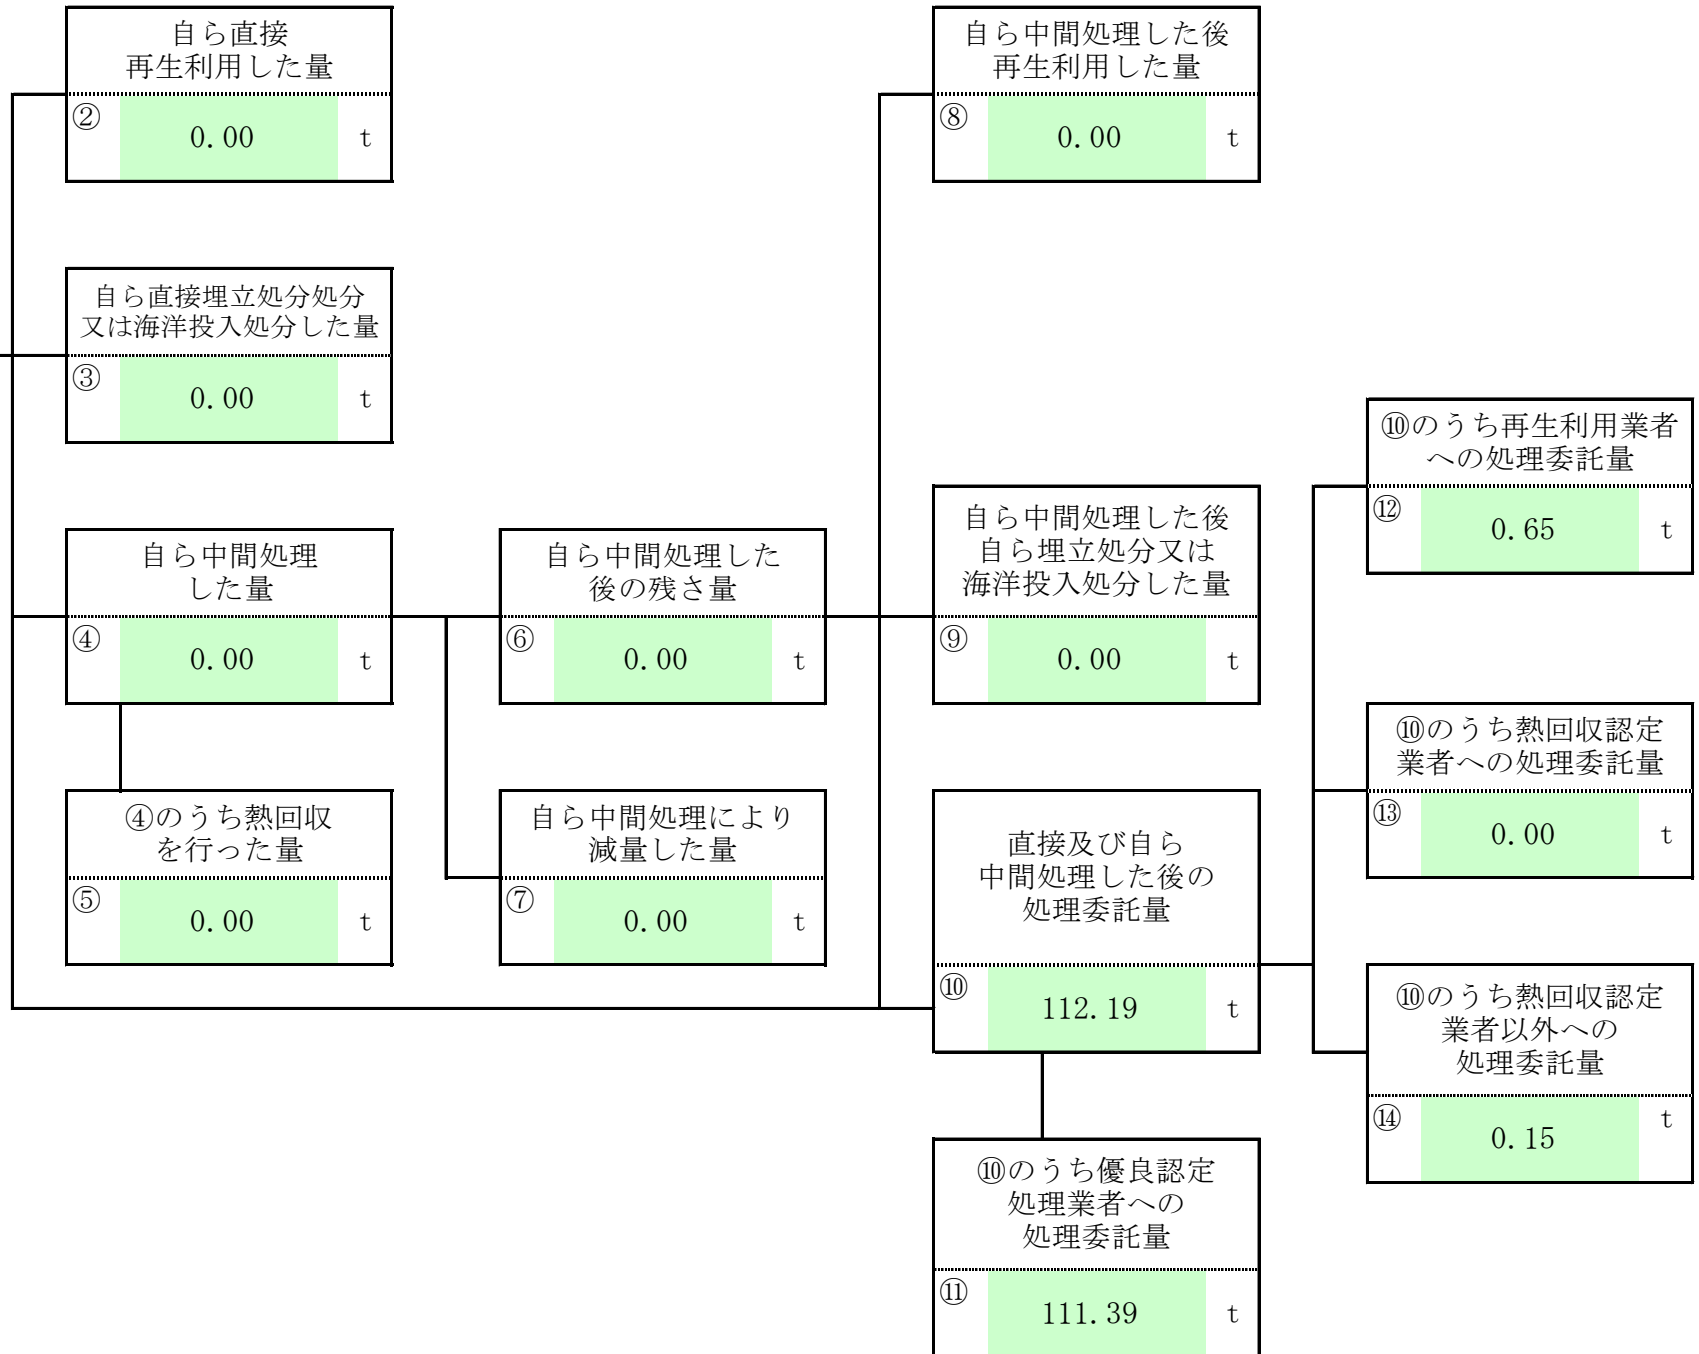 自ら直接
再生利用した量
②
0.00
t
自ら直接埋立処分処分
又は海洋投入処分した量
③
0.00
t
自ら中間処理
した量
④
0.00
t
④のうち熱回収
を行った量
⑤
0.00
t
自ら中間処理した
後の残さ量
⑥
0.00
t
自ら中間処理により
減量した量
⑦
0.00
t
自ら中間処理した後
再生利用した量
⑧
0.00
t
自ら中間処理した後
自ら埋立処分又は
海洋投入処分した量
⑨
0.00
t
直接及び自ら
中間処理した後の
処理委託量
⑩
112.19
t
⑩のうち優良認定
処理業者への
処理委託量
⑪
111.39
t
⑩のうち再生利用業者
への処理委託量
⑫
0.65
t
⑩のうち熱回収認定
業者への処理委託量
⑬
0.00
t
⑩のうち熱回収認定
業者以外への
処理委託量
⑭
0.15
t